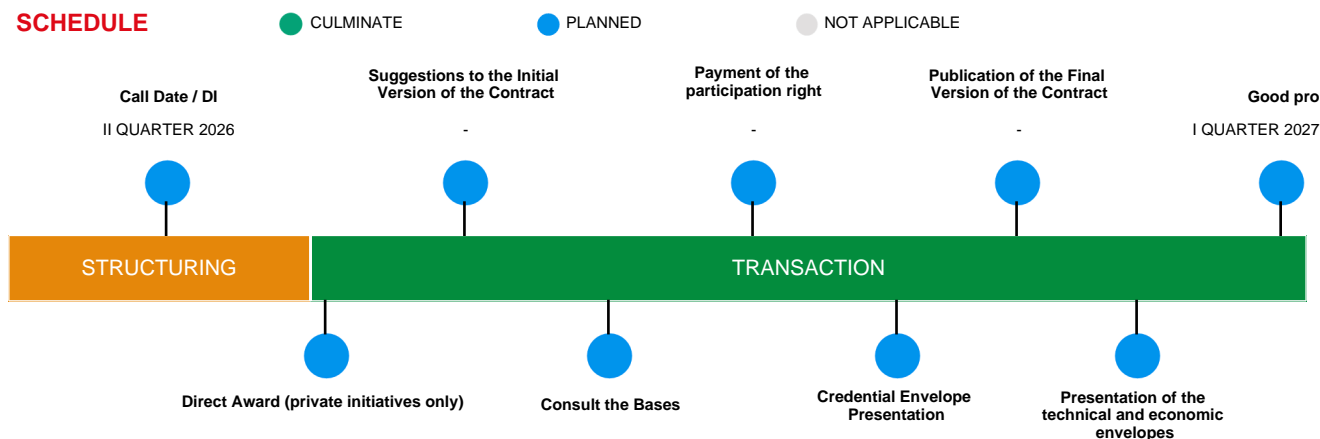 SCHEDULE
CULMINATE
PLANNED
NOT APPLICABLE
Call Date / DI
II QUARTER 2026
Suggestions to the Initial
Version of the Contract
-
Payment of the
participation right
-
Publication of the Final
Version of the Contract
-
Good pro
I QUARTER 2027
STRUCTURING
TRANSACTION
Direct Award (private initiatives only)
Consult the Bases
Credential Envelope
Presentation
Presentation of the
technical and economic
envelopes